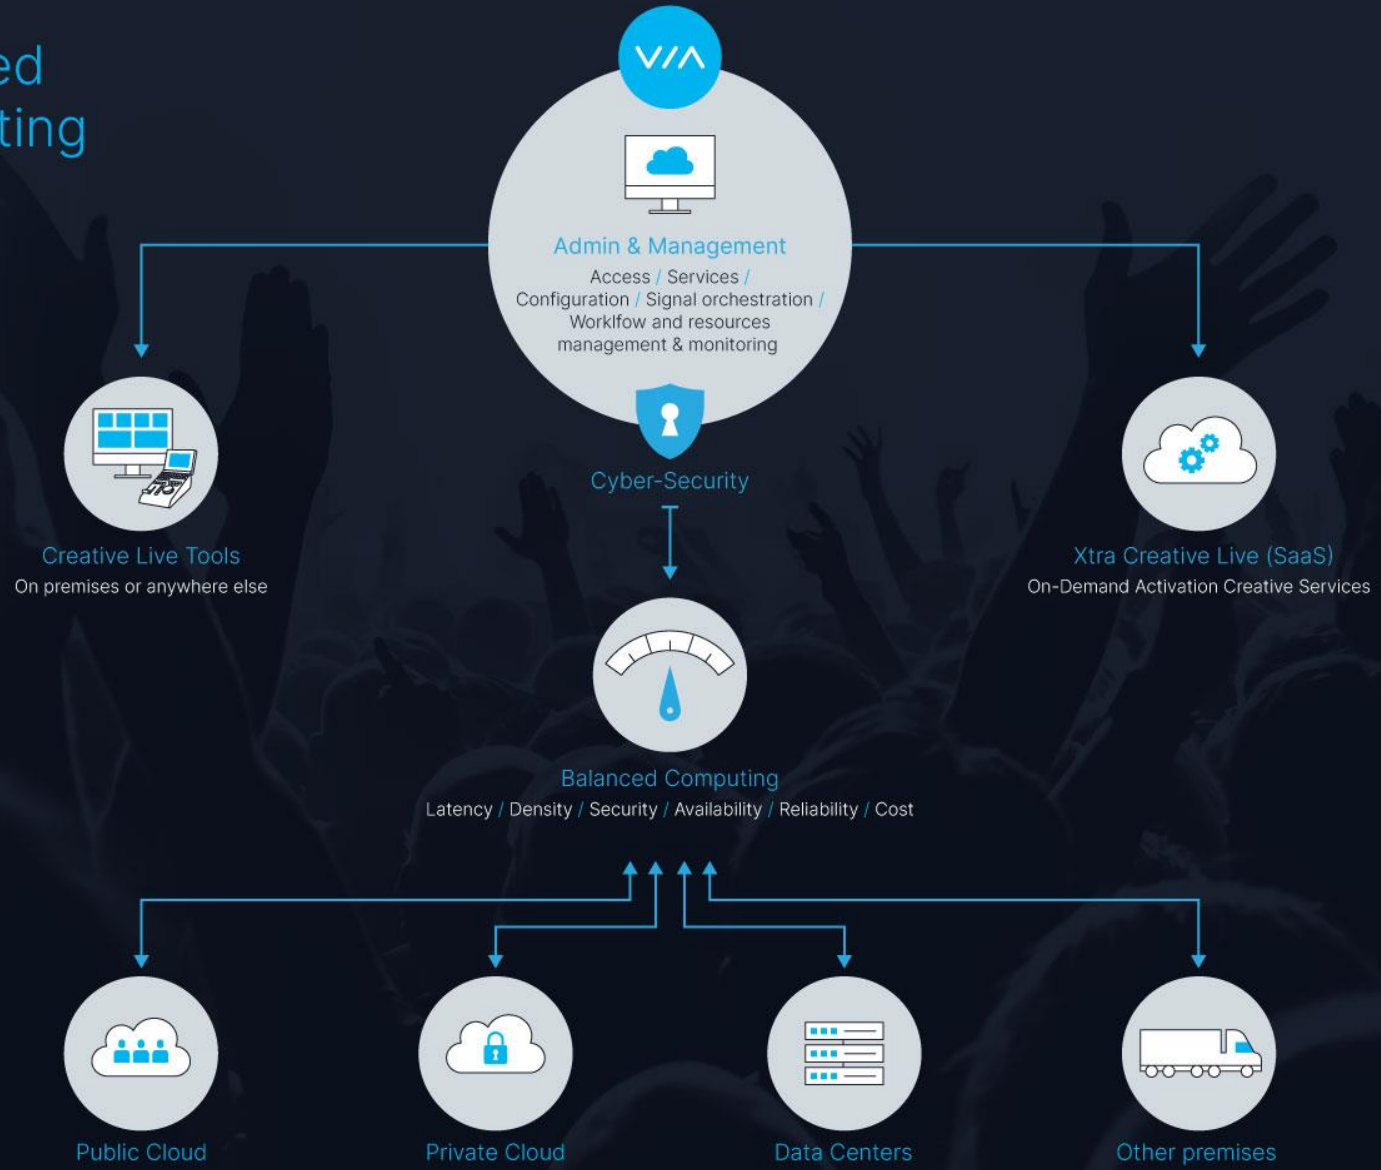 ed
ting
VIA
Admin & Management
Access / Services /
Configuration / Signal orchestration /
Worklfow and resources
management & monitoring
Cyber-Security
Creative Live Tools
On premises or anywhere else
Xtra Creative Live (SaaS)
On-Demand Activation Creative Services
Balanced Computing
Latency / Density / Security / Availability / Reliability / Cost
Public Cloud
Private Cloud
Data Centers
Other premises